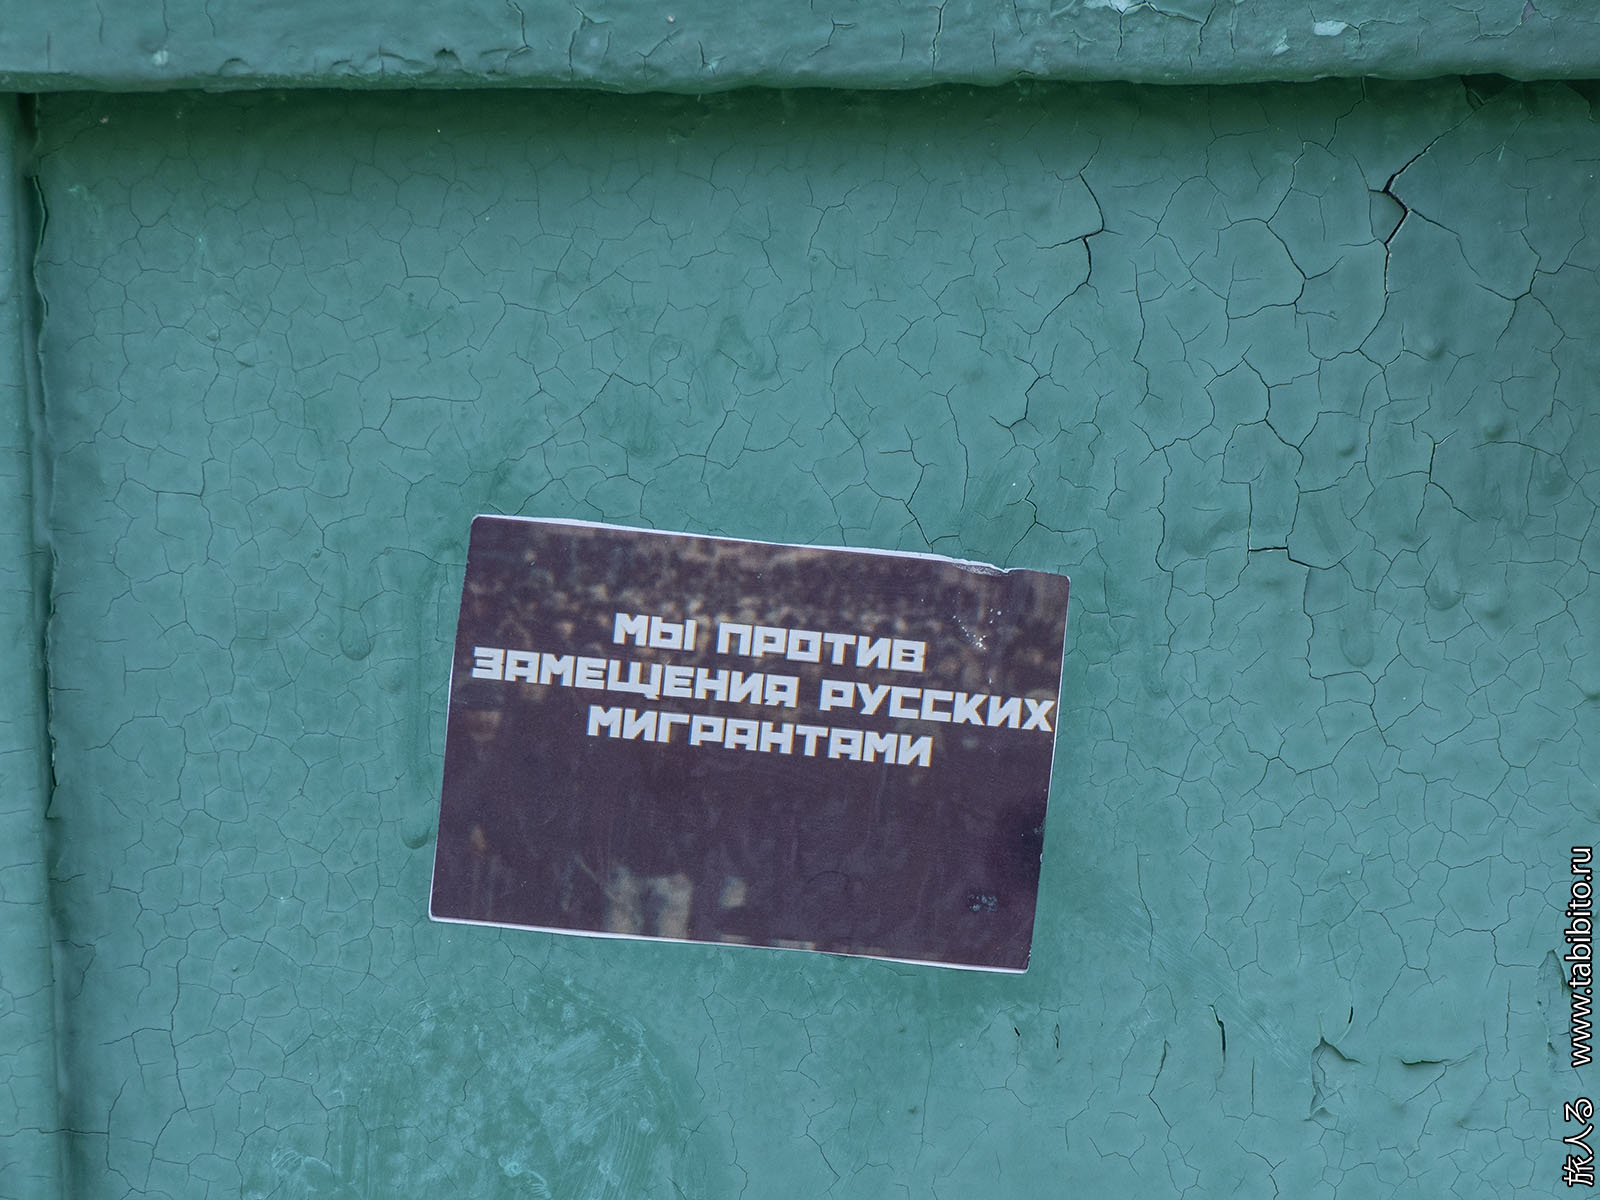 МЫ ПРОТИВ
ЗАМЕЩЕНИЯ РУССКИХ
МИГРАНТАМИ
旅人る www.tabibito.ru